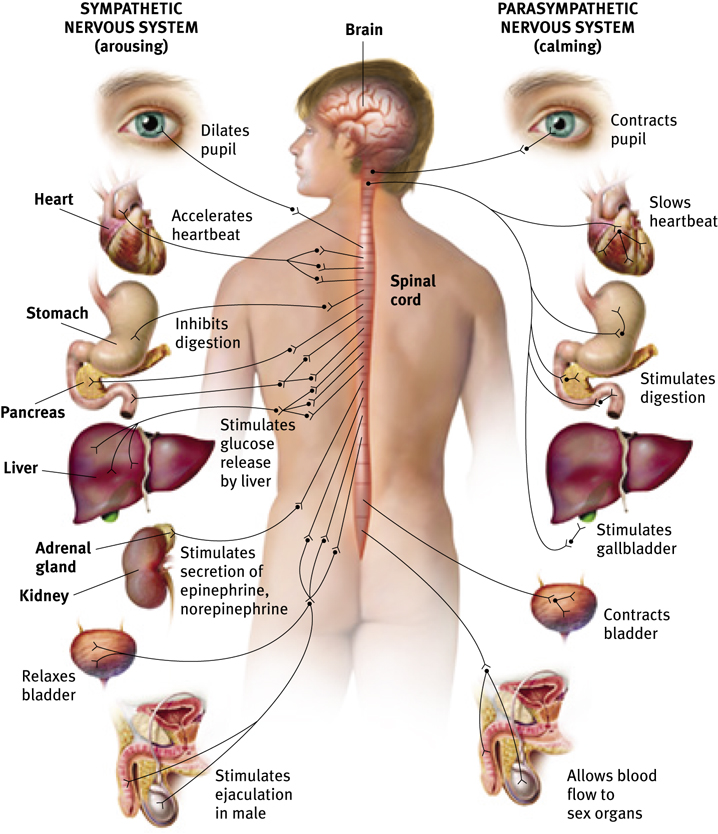 SYMPATHETIC
NERVOUS SYSTEM
(arousing)
Brain
PARASYMPATHETIC
NERVOUS SYSTEM
(calming)
Dilates
pupil
Contracts
pupil
Heart
Accelerates
heartbeat
Slows
heartbeat
Spinal
cord
Stomach
Inhibits
digestion
Pancreas
Stimulates
digestion
Stimulates
glucose
release
by liver
Liver
Adrenal
gland
Kidney
Stimulates
secretion of
epinephrine,
norepinephrine
Stimulates
gallbladder
Contracts
bladder
Relaxes
bladder
Stimulates
ejaculation
in male
Allows blood
flow to
sex organs